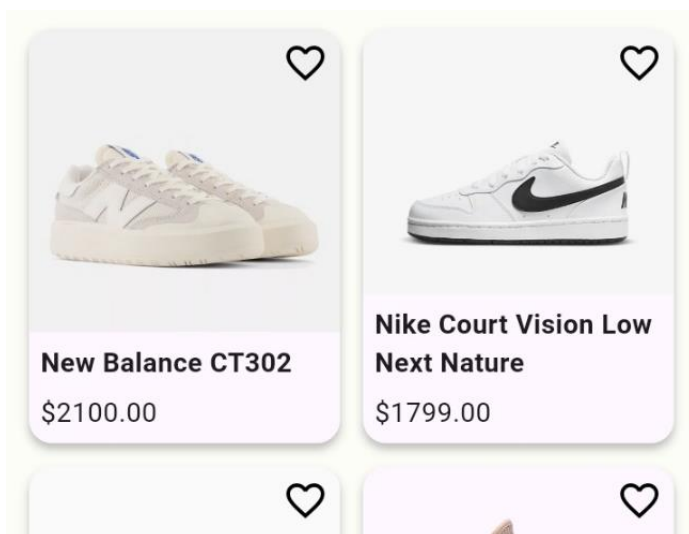 New Balance CT302
$2100.00
Nike Court Vision Low
Next Nature
$1799.00